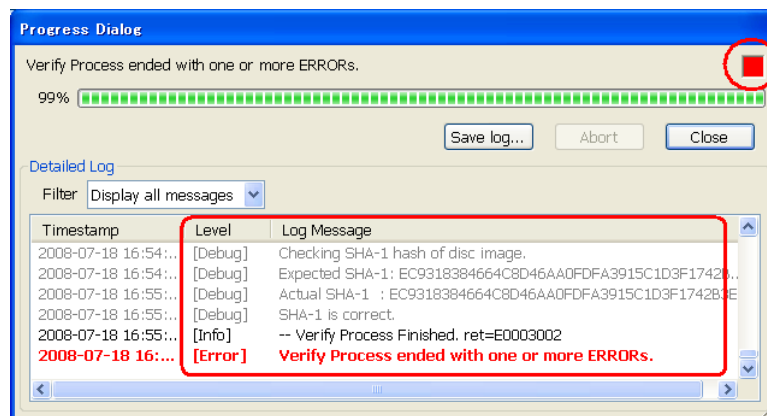 Progress Dialog
Verify Process ended with one or more ERRORs.
99%
Save log... Abort Close
Detailed Log
Filter Display all messages
Timestamp Level Log Message
2008-07-18 16:54:.. [Debug] Checking SHA-1 hash of disc image.
2008-07-18 16:54:.. [Debug] Expected SHA-1: EC9318384664C8D46AA0FDFA3915C1D3F1742B..
2008-07-18 16:55:.. [Debug] Actual SHA-1 : EC9318384664C8D46AA0FDFA3915C1D3F1742B3E
2008-07-18 16:55:.. [Debug] SHA-1 is correct.
2008-07-18 16:55:.. [Info] -- Verify Process Finished. ret=E0003002
2008-07-18 16:... [Error] Verify Process ended with one or more ERRORs.